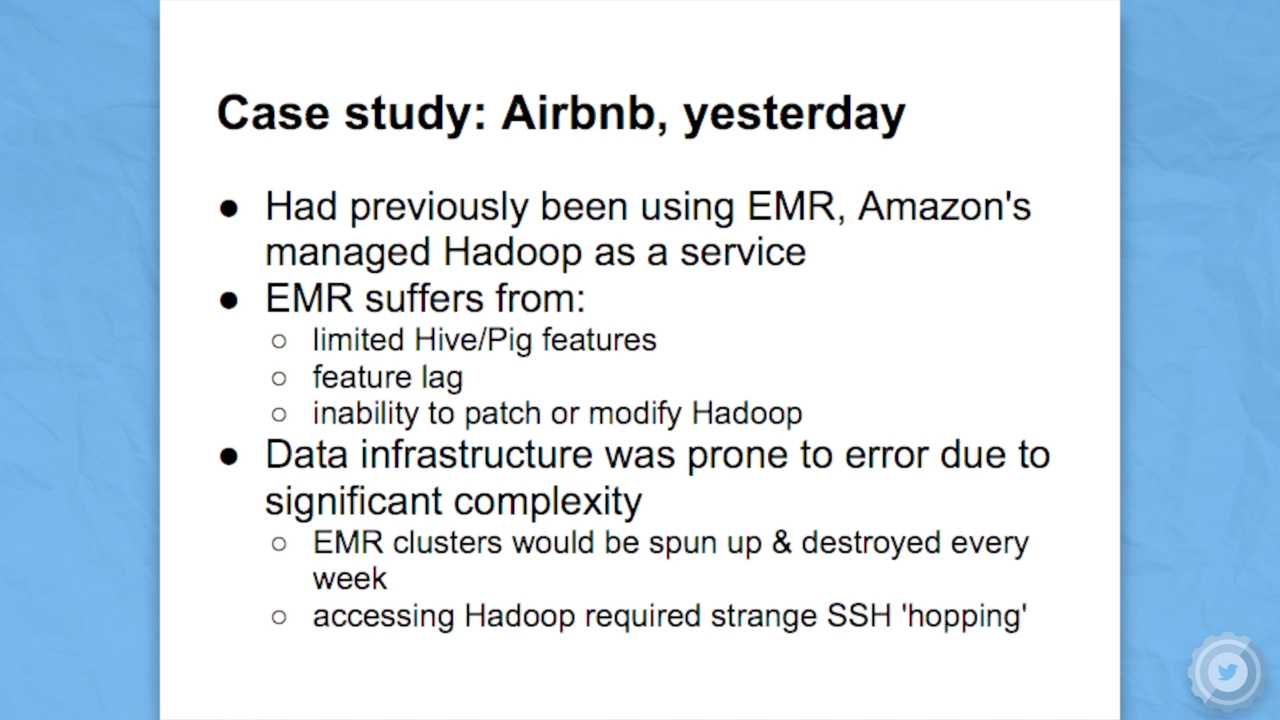 Case study: Airbnb, yesterday
● Had previously been using EMR, Amazon's
managed Hadoop as a service
● EMR suffers from:
○ limited Hive/Pig features
○ feature lag
○ inability to patch or modify Hadoop
● Data infrastructure was prone to error due to
significant complexity
○ EMR clusters would be spun up & destroyed every
week
○ accessing Hadoop required strange SSH 'hopping'